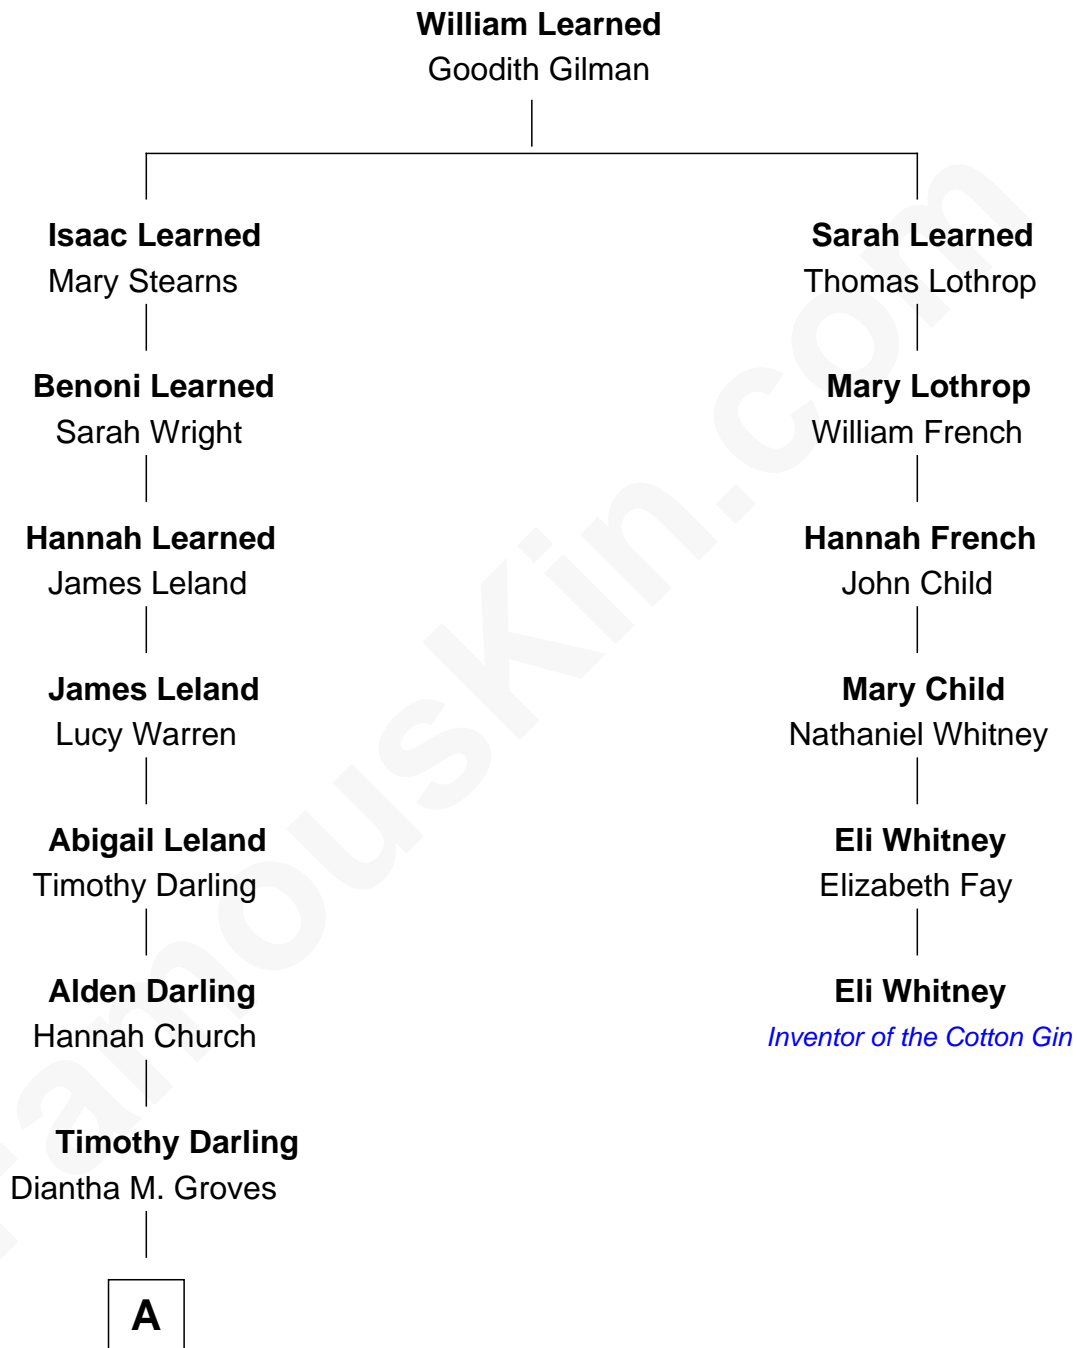 William Learned
Goodith Gilman
Isaac Learned
Mary Stearns
Sarah Learned
Thomas Lothrop
Benoni Learned
Sarah Wright
Mary Lothrop
William French
Hannah Learned
James Leland
Hannah French
John Child
James Leland
Lucy Warren
Mary Child
Nathaniel Whitney
Abigail Leland
Timothy Darling
Eli Whitney
Elizabeth Fay
Alden Darling
Hannah Church
Eli Whitney
Inventor of the Cotton Gin
Timothy Darling
Diantha M. Groves
A
FamousKin.com